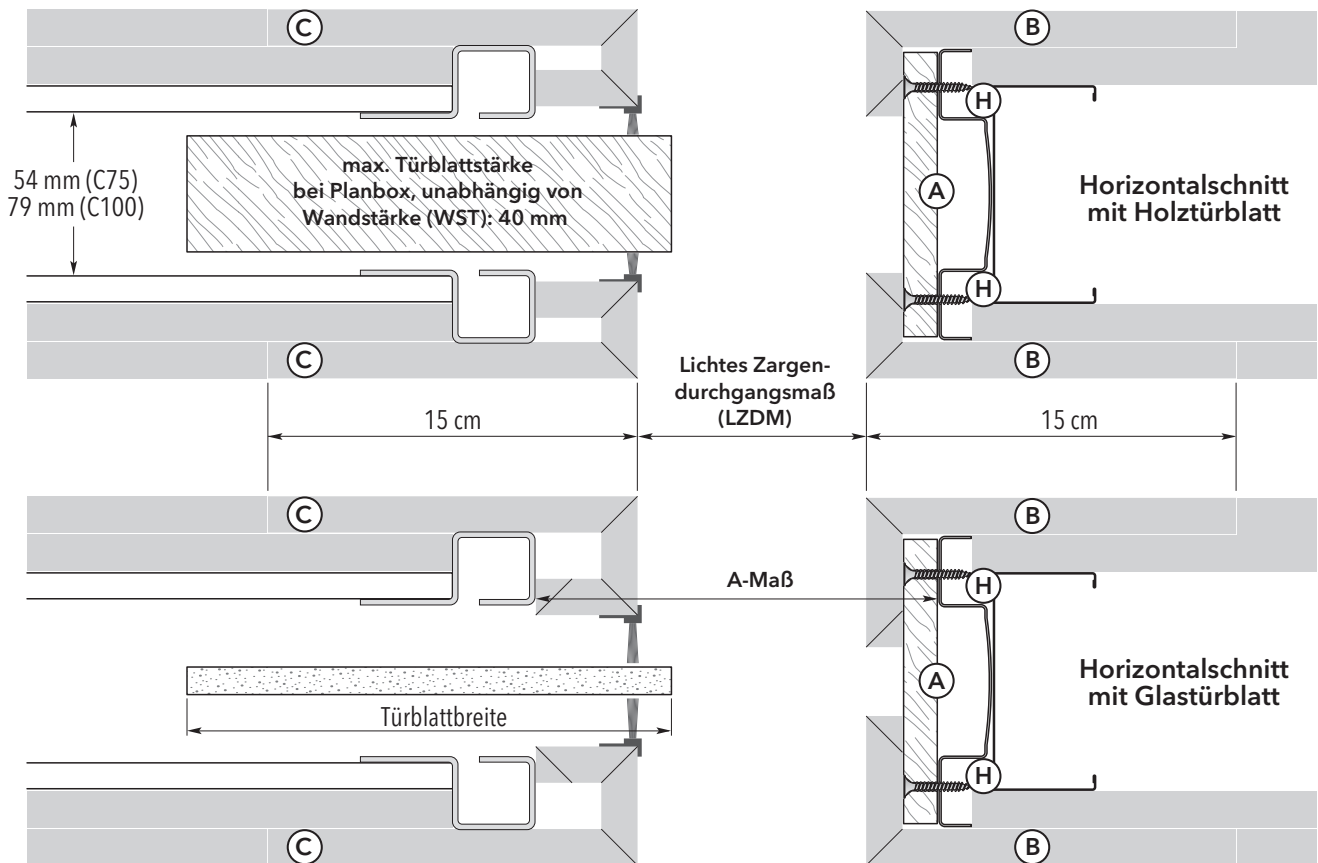 C
B
H
54 mm (C75)
79 mm (C100)
max. Türblattstärke
bei Planbox, unabhängig von
Wandstärke (WST): 40 mm
A
Horizontalschnitt
mit Holztürblatt
H
C
B
Lichtes Zargen-
durchgangsmaß
(LZDM)
15 cm
15 cm
C
B
A-Maß
H
A
Horizontalschnitt
mit Glastürblatt
Türblattbreite
H
C
B